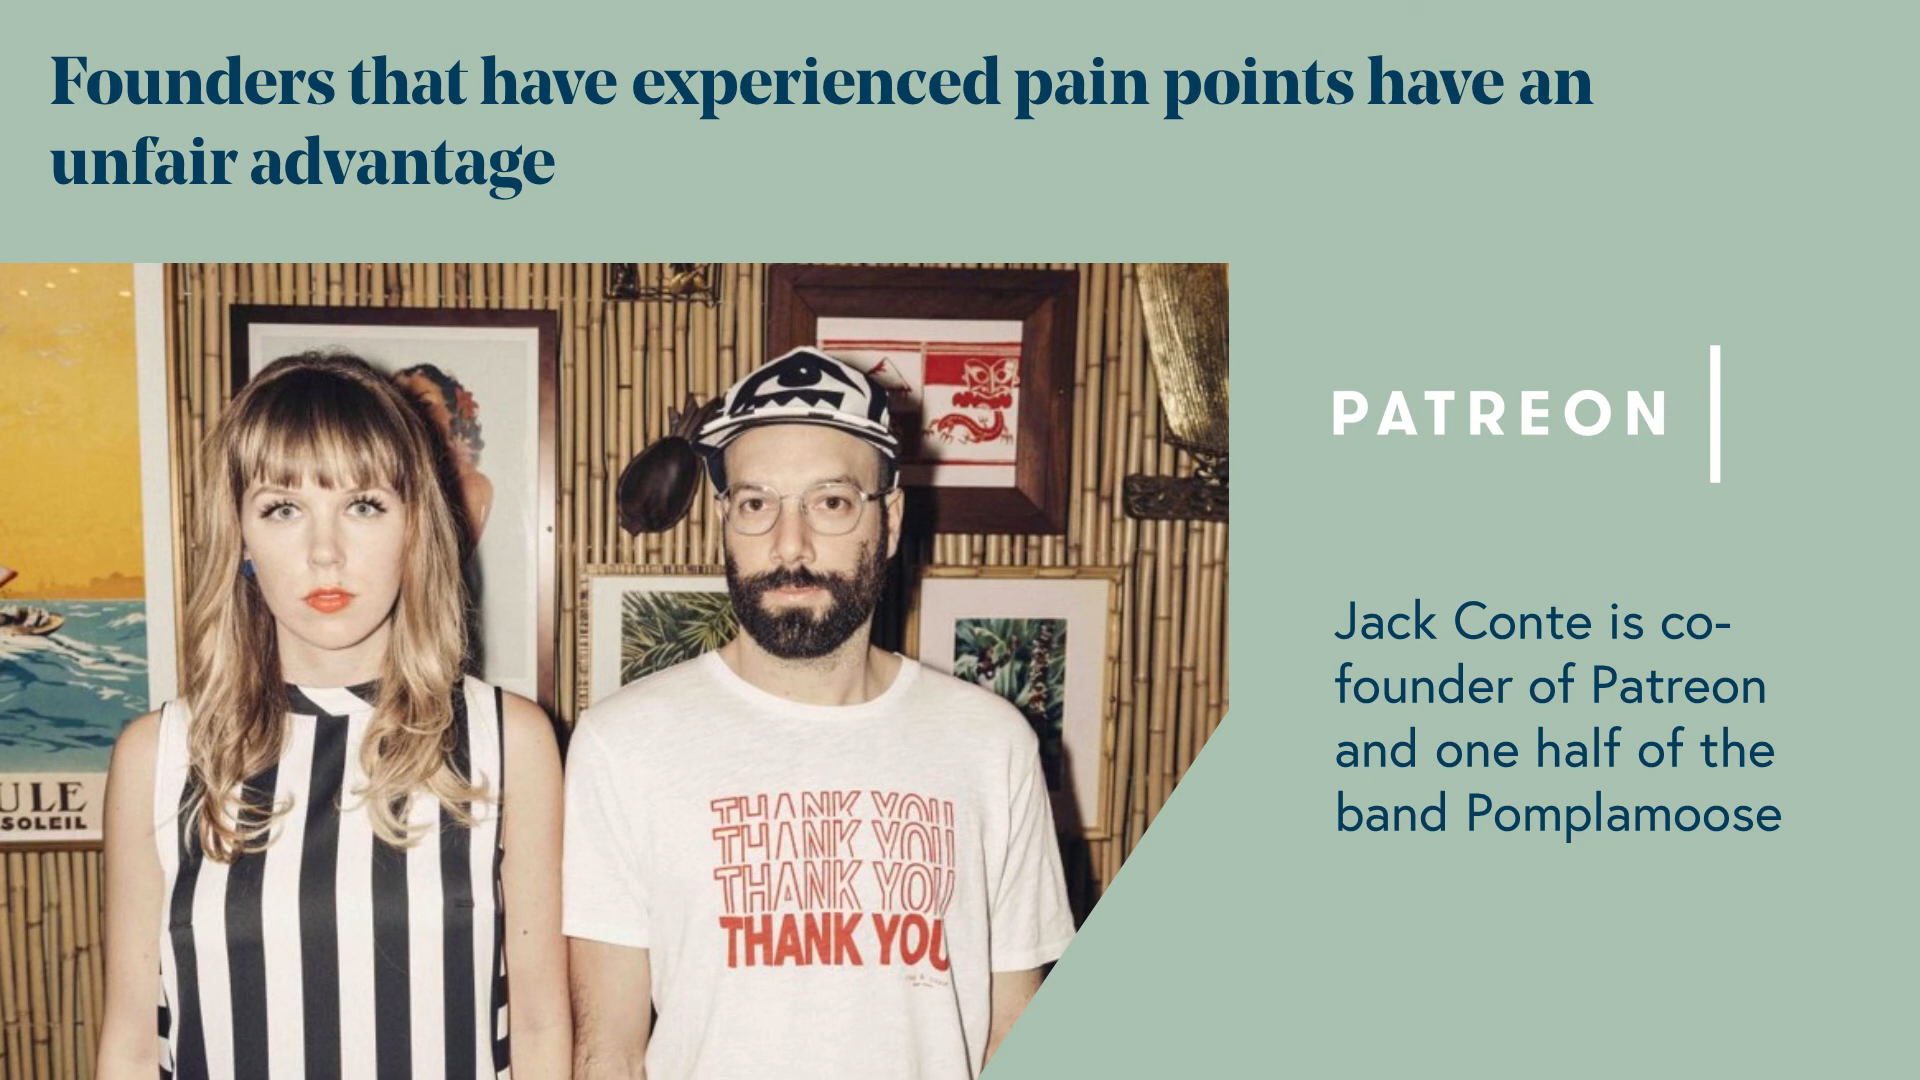 Founders that have experienced pain points have an
unfair advantage
PATREON
Jack Conte is co-
founder of Patreon
and one half of the
band Pomplamoose
THANK YOU
THANK YOU
THANK YOU
THANK YOU
ULE
SOLEIL